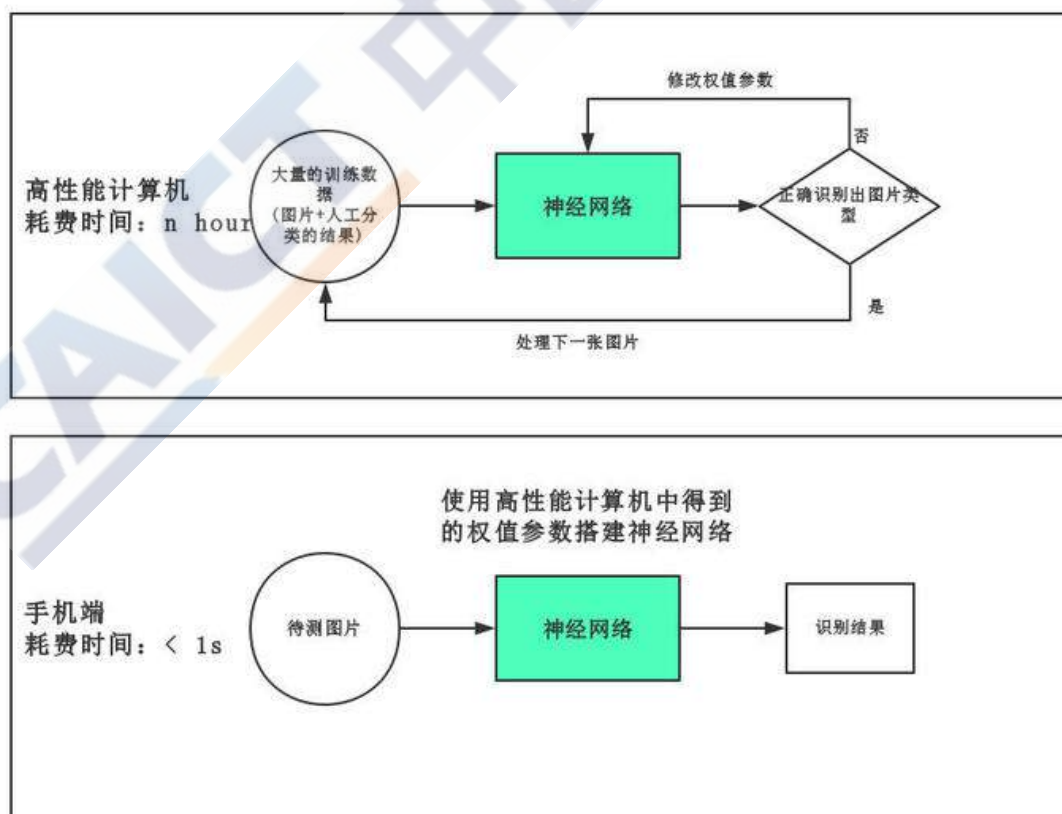 修改权值参数
否
高性能计算机
耗费时间: n hour
大量的训练数
据
(图片+人工分
类的结果)
神经网络
正确识别出图片类
型
是
处理下一张图片
使用高性能计算机中得到
的权值参数搭建神经网络
手机端
耗费时间: < 1s
待测图片
神经网络
识别结果
CAICT 中